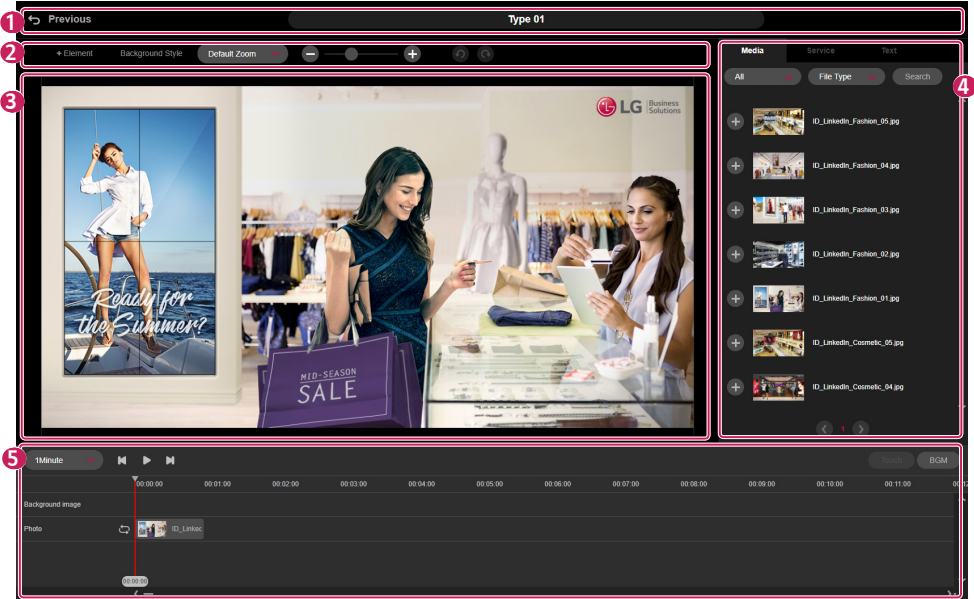 1
Previous
Type 01
2
+ Element
Background Style
Default Zoom
3
LG Business Solutions
Ready for
the Summer?
MID-SEASON
SALE
4
Media
Service
Text
All
File Type
Search
ID_LinkedIn_Fashion_05.jpg
ID_LinkedIn_Fashion_04.jpg
ID_LinkedIn_Fashion_03.jpg
ID_LinkedIn_Fashion_02.jpg
ID_LinkedIn_Fashion_01.jpg
ID_LinkedIn_Cosmetic_05.jpg
ID_LinkedIn_Cosmetic_04.jpg
1
5
1Minute
Touch
BGM
00:00:00 00:01:00 00:02:00 00:03:00 00:04:00 00:05:00 00:06:00 00:07:00 00:08:00 00:09:00 00:10:00 00:11:00
Background image
Photo
ID_Linked
00:00:00